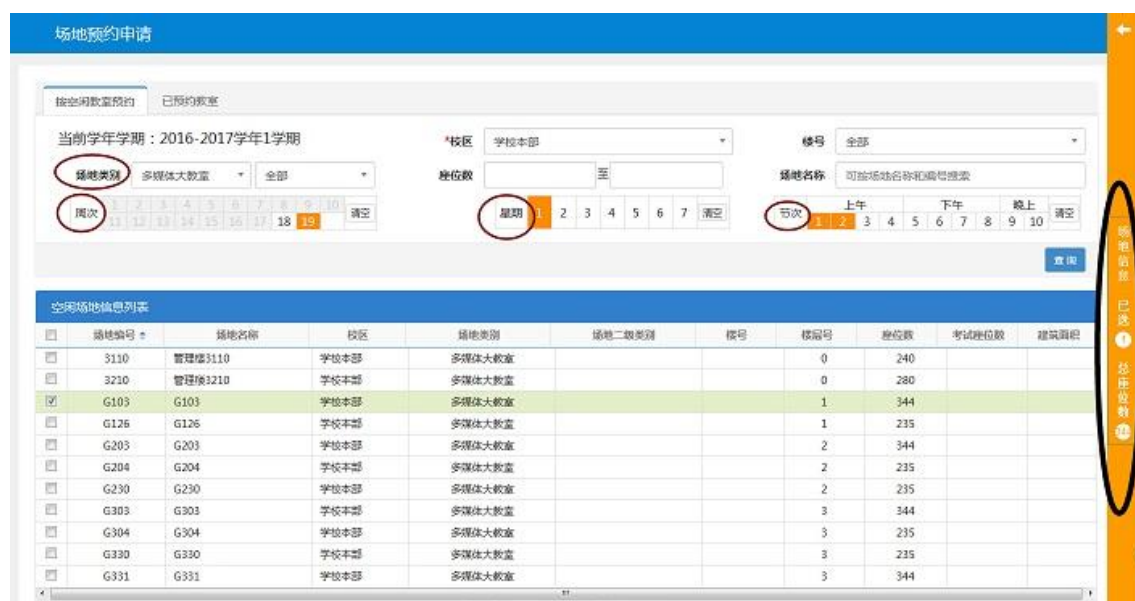 场地预约申请
按空闲教室预约 已预约教室
当前学年学期：2016-2017学年1学期 *校区 学校本部 楼号 全部
场地类别 多媒体大教室 全部 座位数 至 场地名称 可按场地名称和编号搜索
周次 1 2 3 4 5 6 7 8 9 10 清空 星期 1 2 3 4 5 6 7 清空 节次 上午 下午 晚上 清空
11 12 13 14 15 16 17 18 19 1 2 3 4 5 6 7 8 9 10
查询
空闲场地信息列表
场地编号 场地名称 校区 场地类别 场地二级类别 楼号 楼层号 座位数 考试座位数 建筑面积
3110 管理楼3110 学校本部 多媒体大教室 0 240
3210 管理楼3210 学校本部 多媒体大教室 0 280
G103 G103 学校本部 多媒体大教室 1 344
G126 G126 学校本部 多媒体大教室 1 235
G203 G203 学校本部 多媒体大教室 2 344
G204 G204 学校本部 多媒体大教室 2 235
G230 G230 学校本部 多媒体大教室 2 235
G303 G303 学校本部 多媒体大教室 3 344
G304 G304 学校本部 多媒体大教室 3 235
G330 G330 学校本部 多媒体大教室 3 235
G331 G331 学校本部 多媒体大教室 3 344
场地信息 已选 总座位数